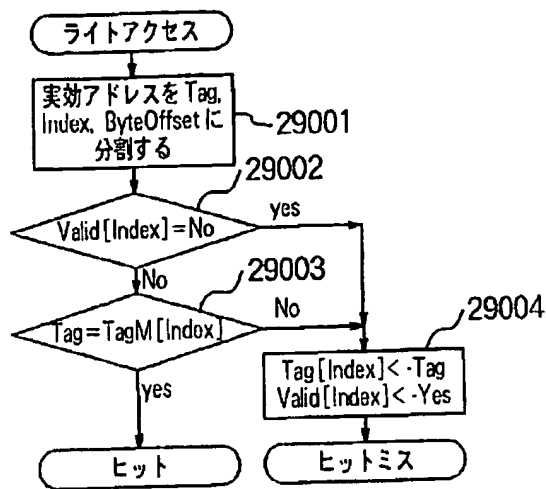 ライトアクセス
実効アドレスをTag,
Index, ByteOffsetに
分割する
29001
29002
Valid[Index]=No
yes
No
29003
Tag=TagM[Index]
No
yes
29004
Tag[Index]< -Tag
Valid[Index]< -Yes
ヒット
ヒットミス